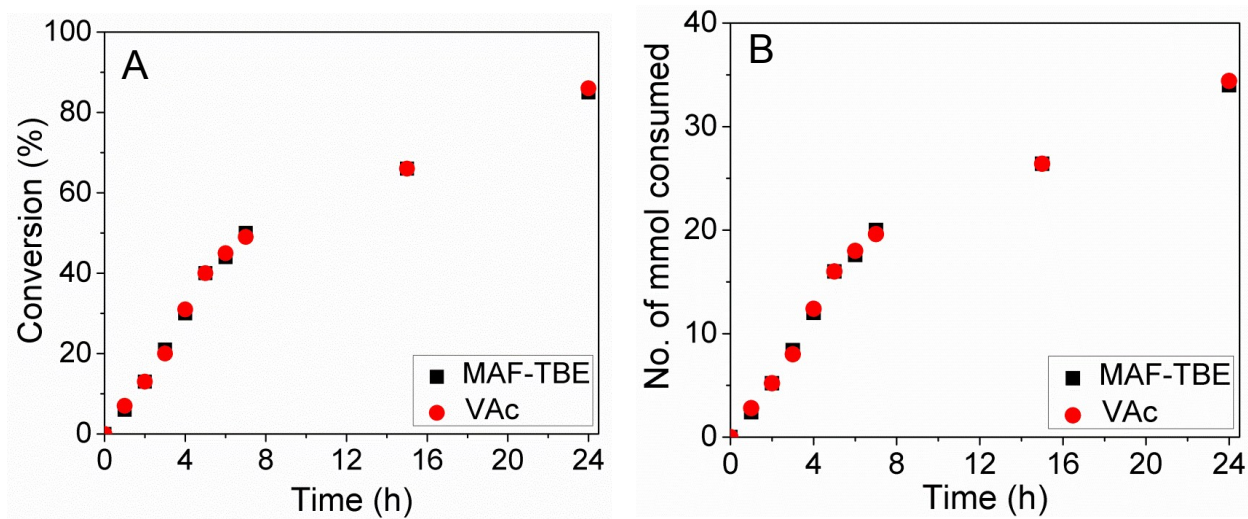 A
Conversion (%)
100
80
60
40
20
0
MAF-TBE
VAc
0 4 8 12 16 20 24
Time (h)
B
No. of mmol consumed
40
30
20
10
0
MAF-TBE
VAc
0 4 8 12 16 20 24
Time (h)